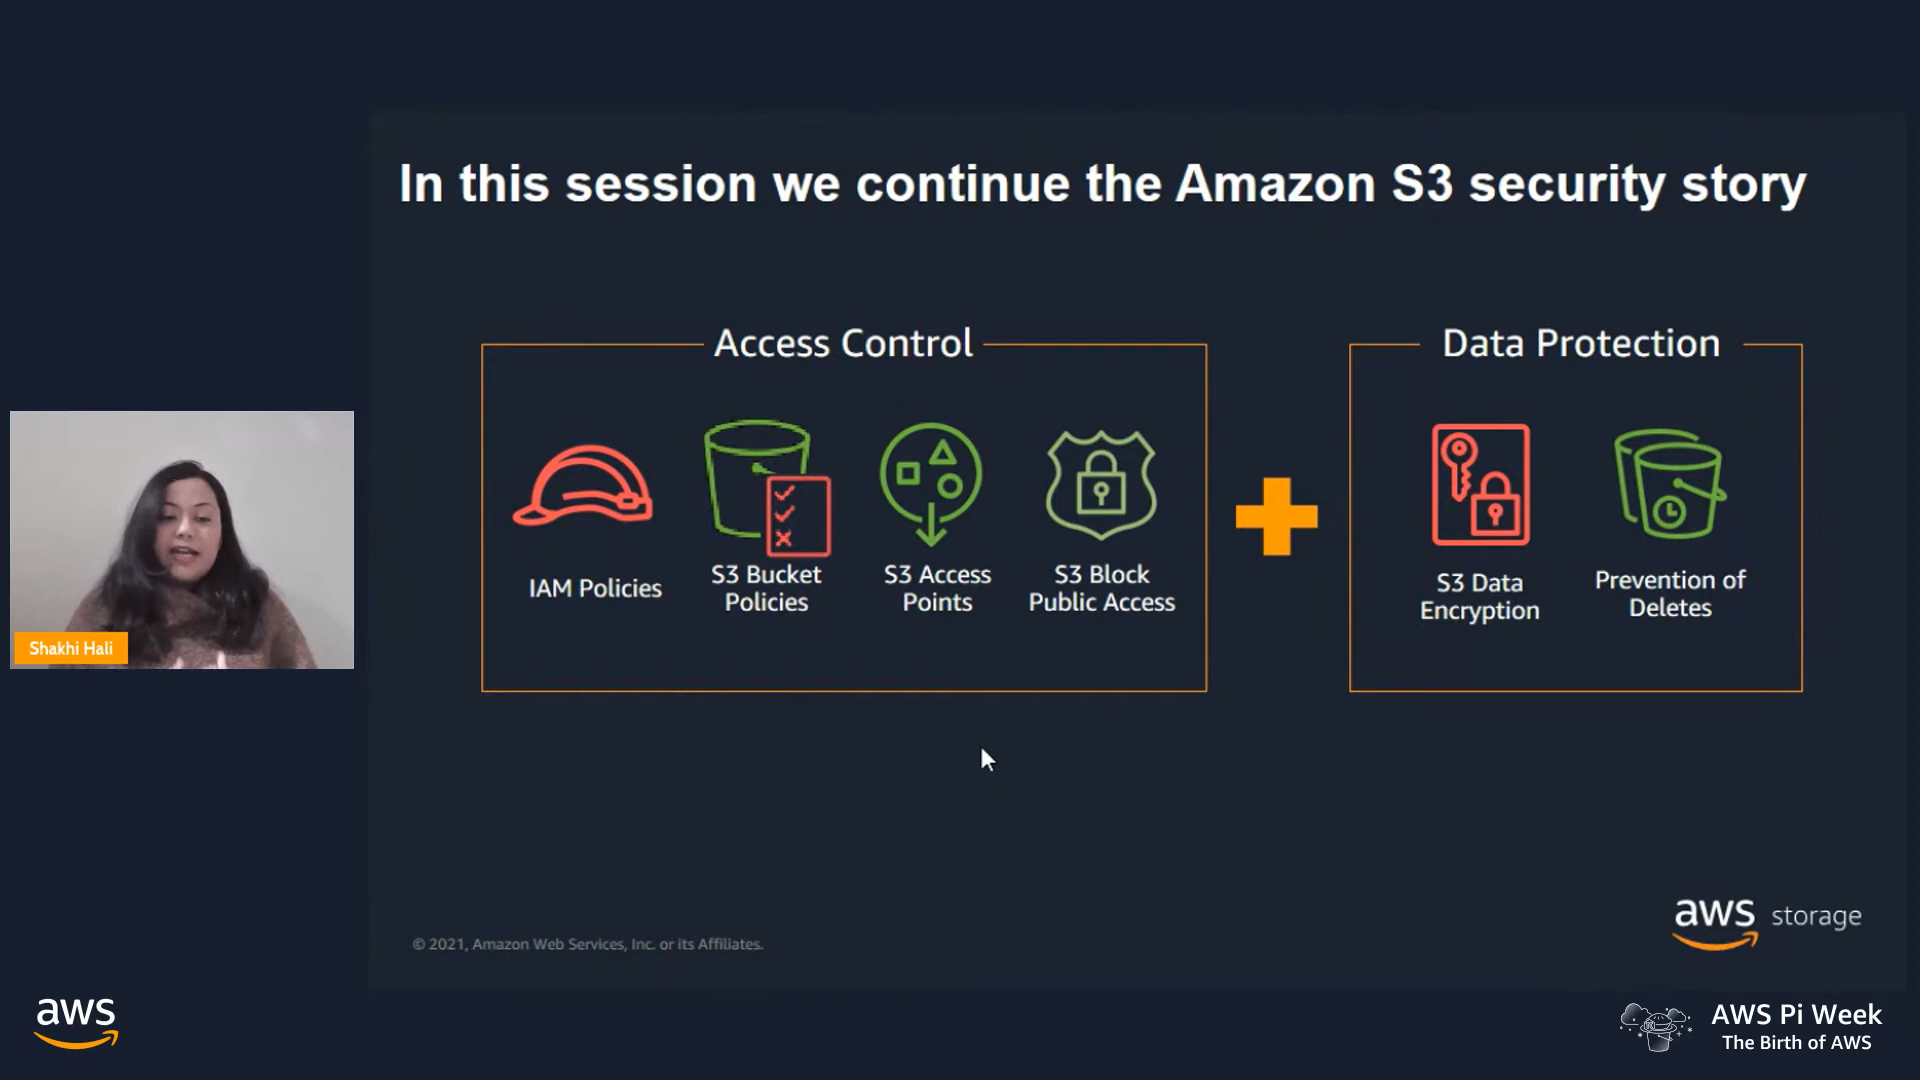 In this session we continue the Amazon S3 security story
Access Control
IAM Policies
S3 Bucket
Policies
S3 Access
Points
S3 Block
Public Access
Data Protection
S3 Data
Encryption
Prevention of
Deletes
Shakhi Hali
© 2021, Amazon Web Services, Inc. or its Affiliates.
aws storage
aws
AWS Pi Week
The Birth of AWS